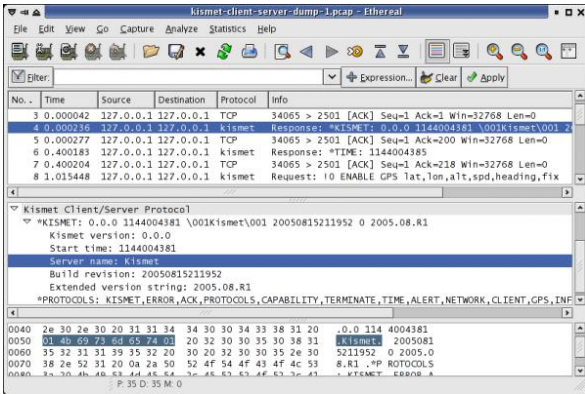 kismet-client-server-dump-1.pcap - Ethereal
File Edit View Go Capture Analyze Statistics Help
Filter: Expression... Clear Apply
No. . Time Source Destination Protocol Info
3 0.000042 127.0.0.1 127.0.0.1 TCP 34065 > 2501 [ACK] Seq=1 Ack=1 Win=32768 Len=0
4 0.000236 127.0.0.1 127.0.0.1 kismet Response: *KISMET: 0.0.0 1144004381 \001Kismet\001 20
5 0.000277 127.0.0.1 127.0.0.1 TCP 34065 > 2501 [ACK] Seq=1 Ack=200 Win=32768 Len=0
6 0.400183 127.0.0.1 127.0.0.1 kismet Response: *TIME: 1144004385
7 0.400204 127.0.0.1 127.0.0.1 TCP 34065 > 2501 [ACK] Seq=1 Ack=218 Win=32768 Len=0
8 1.015448 127.0.0.1 127.0.0.1 kismet Request: !0 ENABLE GPS lat,lon,alt,spd,heading,fix
Kismet Client/Server Protocol
*KISMET: 0.0.0 1144004381 \001Kismet\001 20050815211952 0 2005.08.R1
Kismet version: 0.0.0
Start time: 1144004381
Server name: Kismet
Build revision: 20050815211952
Extended version string: 2005.08.R1
*PROTOCOLS: KISMET,ERROR,ACK,PROTOCOLS,CAPABILITY,TERMINATE,TIME,ALERT,NETWORK,CLIENT,GPS,INF
0040 2e 30 2e 30 20 31 31 34 34 30 30 34 33 38 31 20 .0.0 114 4004381
0050 01 4b 69 73 6d 65 74 01 20 32 30 30 35 30 38 31 .Kismet. 2005081
0060 35 32 31 31 39 35 32 20 30 20 32 30 30 35 2e 30 5211952 0 2005.0
0070 38 2e 52 31 20 0a 2a 50 52 4f 54 4f 43 4f 4c 53 8.R1 .*P ROTOCOLS
P: 35 D: 35 M: 0